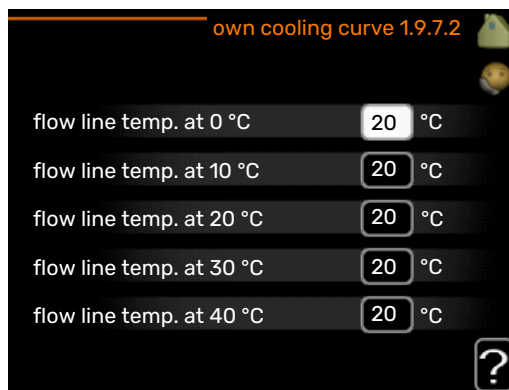 own cooling curve 1.9.7.2
flow line temp. at 0 °C 20 °C
flow line temp. at 10 °C 20 °C
flow line temp. at 20 °C 20 °C
flow line temp. at 30 °C 20 °C
flow line temp. at 40 °C 20 °C
?